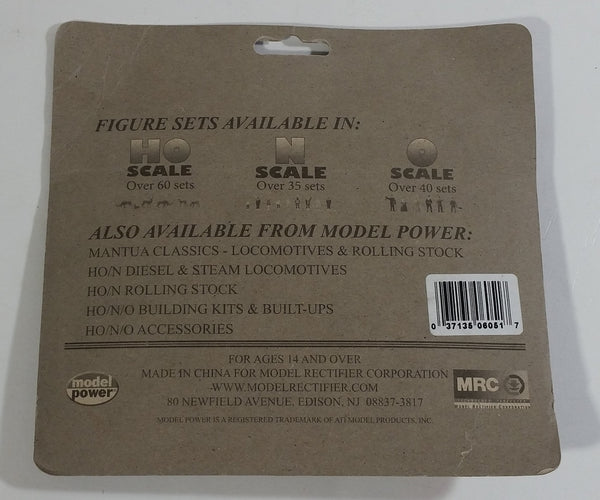 FIGURE SETS AVAILABLE IN:
HO N O
SCALE SCALE SCALE
Over 60 sets Over 35 sets Over 40 sets
ALSO AVAILABLE FROM MODEL POWER:
MANTUA CLASSICS - LOCOMOTIVES & ROLLING STOCK
HO/N DIESEL & STEAM LOCOMOTIVES
HO/N ROLLING STOCK
HO/N/O BUILDING KITS & BUILT-UPS
HO/N/O ACCESSORIES
0 37135 06051 7
FOR AGES 14 AND OVER
MADE IN CHINA FOR MODEL RECTIFIER CORPORATION
-WWW.MODELRECTIFIER.COM
80 NEWFIELD AVENUE, EDISON, NJ 08837-3817
MODEL POWER IS A REGISTERED TRADEMARK OF ATI MODEL PRODUCTS, INC.
model
power
MRC
MODEL RECTIFIER CORPORATION